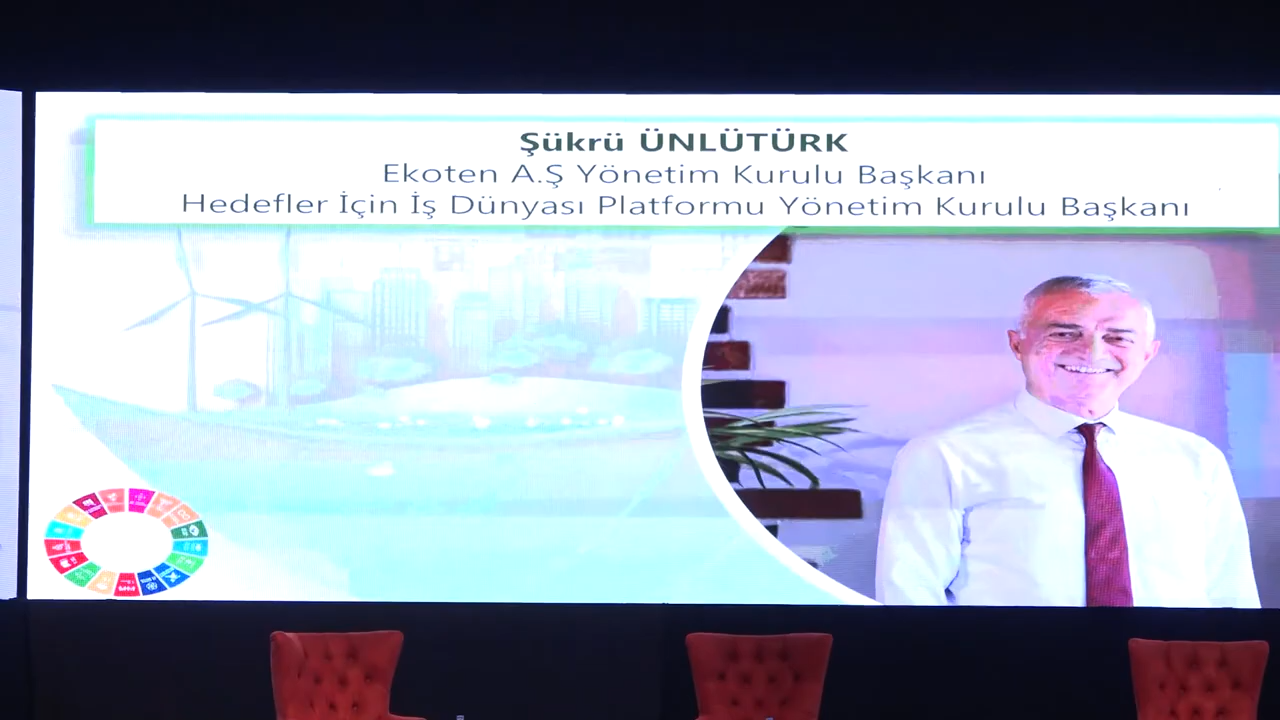 Şükrü ÜNLÜTÜRK
Ekoten A.Ş Yönetim Kurulu Başkanı
Hedefler İçin İş Dünyası Platformu Yönetim Kurulu Başkanı